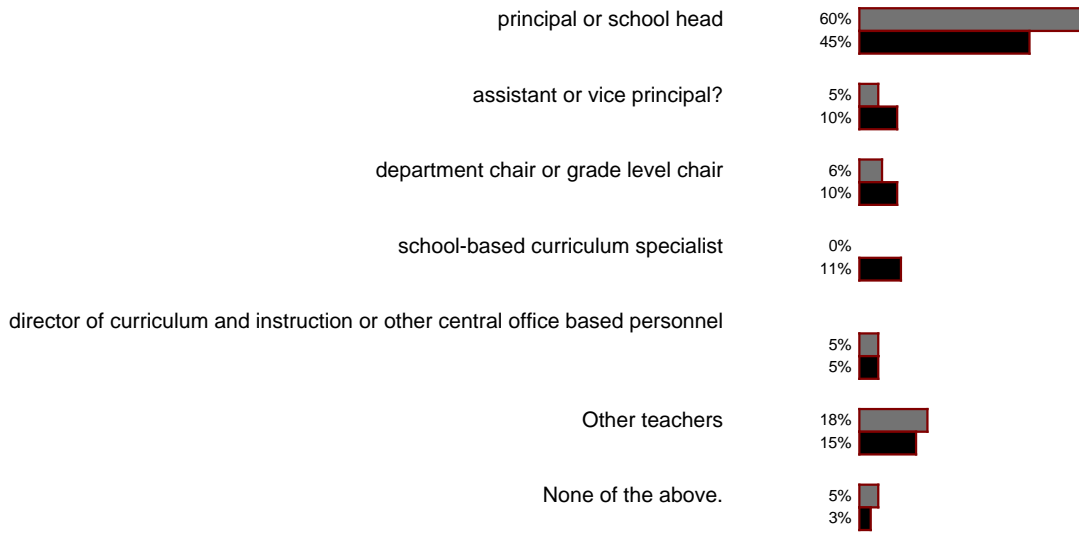 principal or school head 60%
45%
assistant or vice principal? 5%
10%
department chair or grade level chair 6%
10%
school-based curriculum specialist 0%
11%
director of curriculum and instruction or other central office based personnel
5%
5%
Other teachers 18%
15%
None of the above. 5%
3%